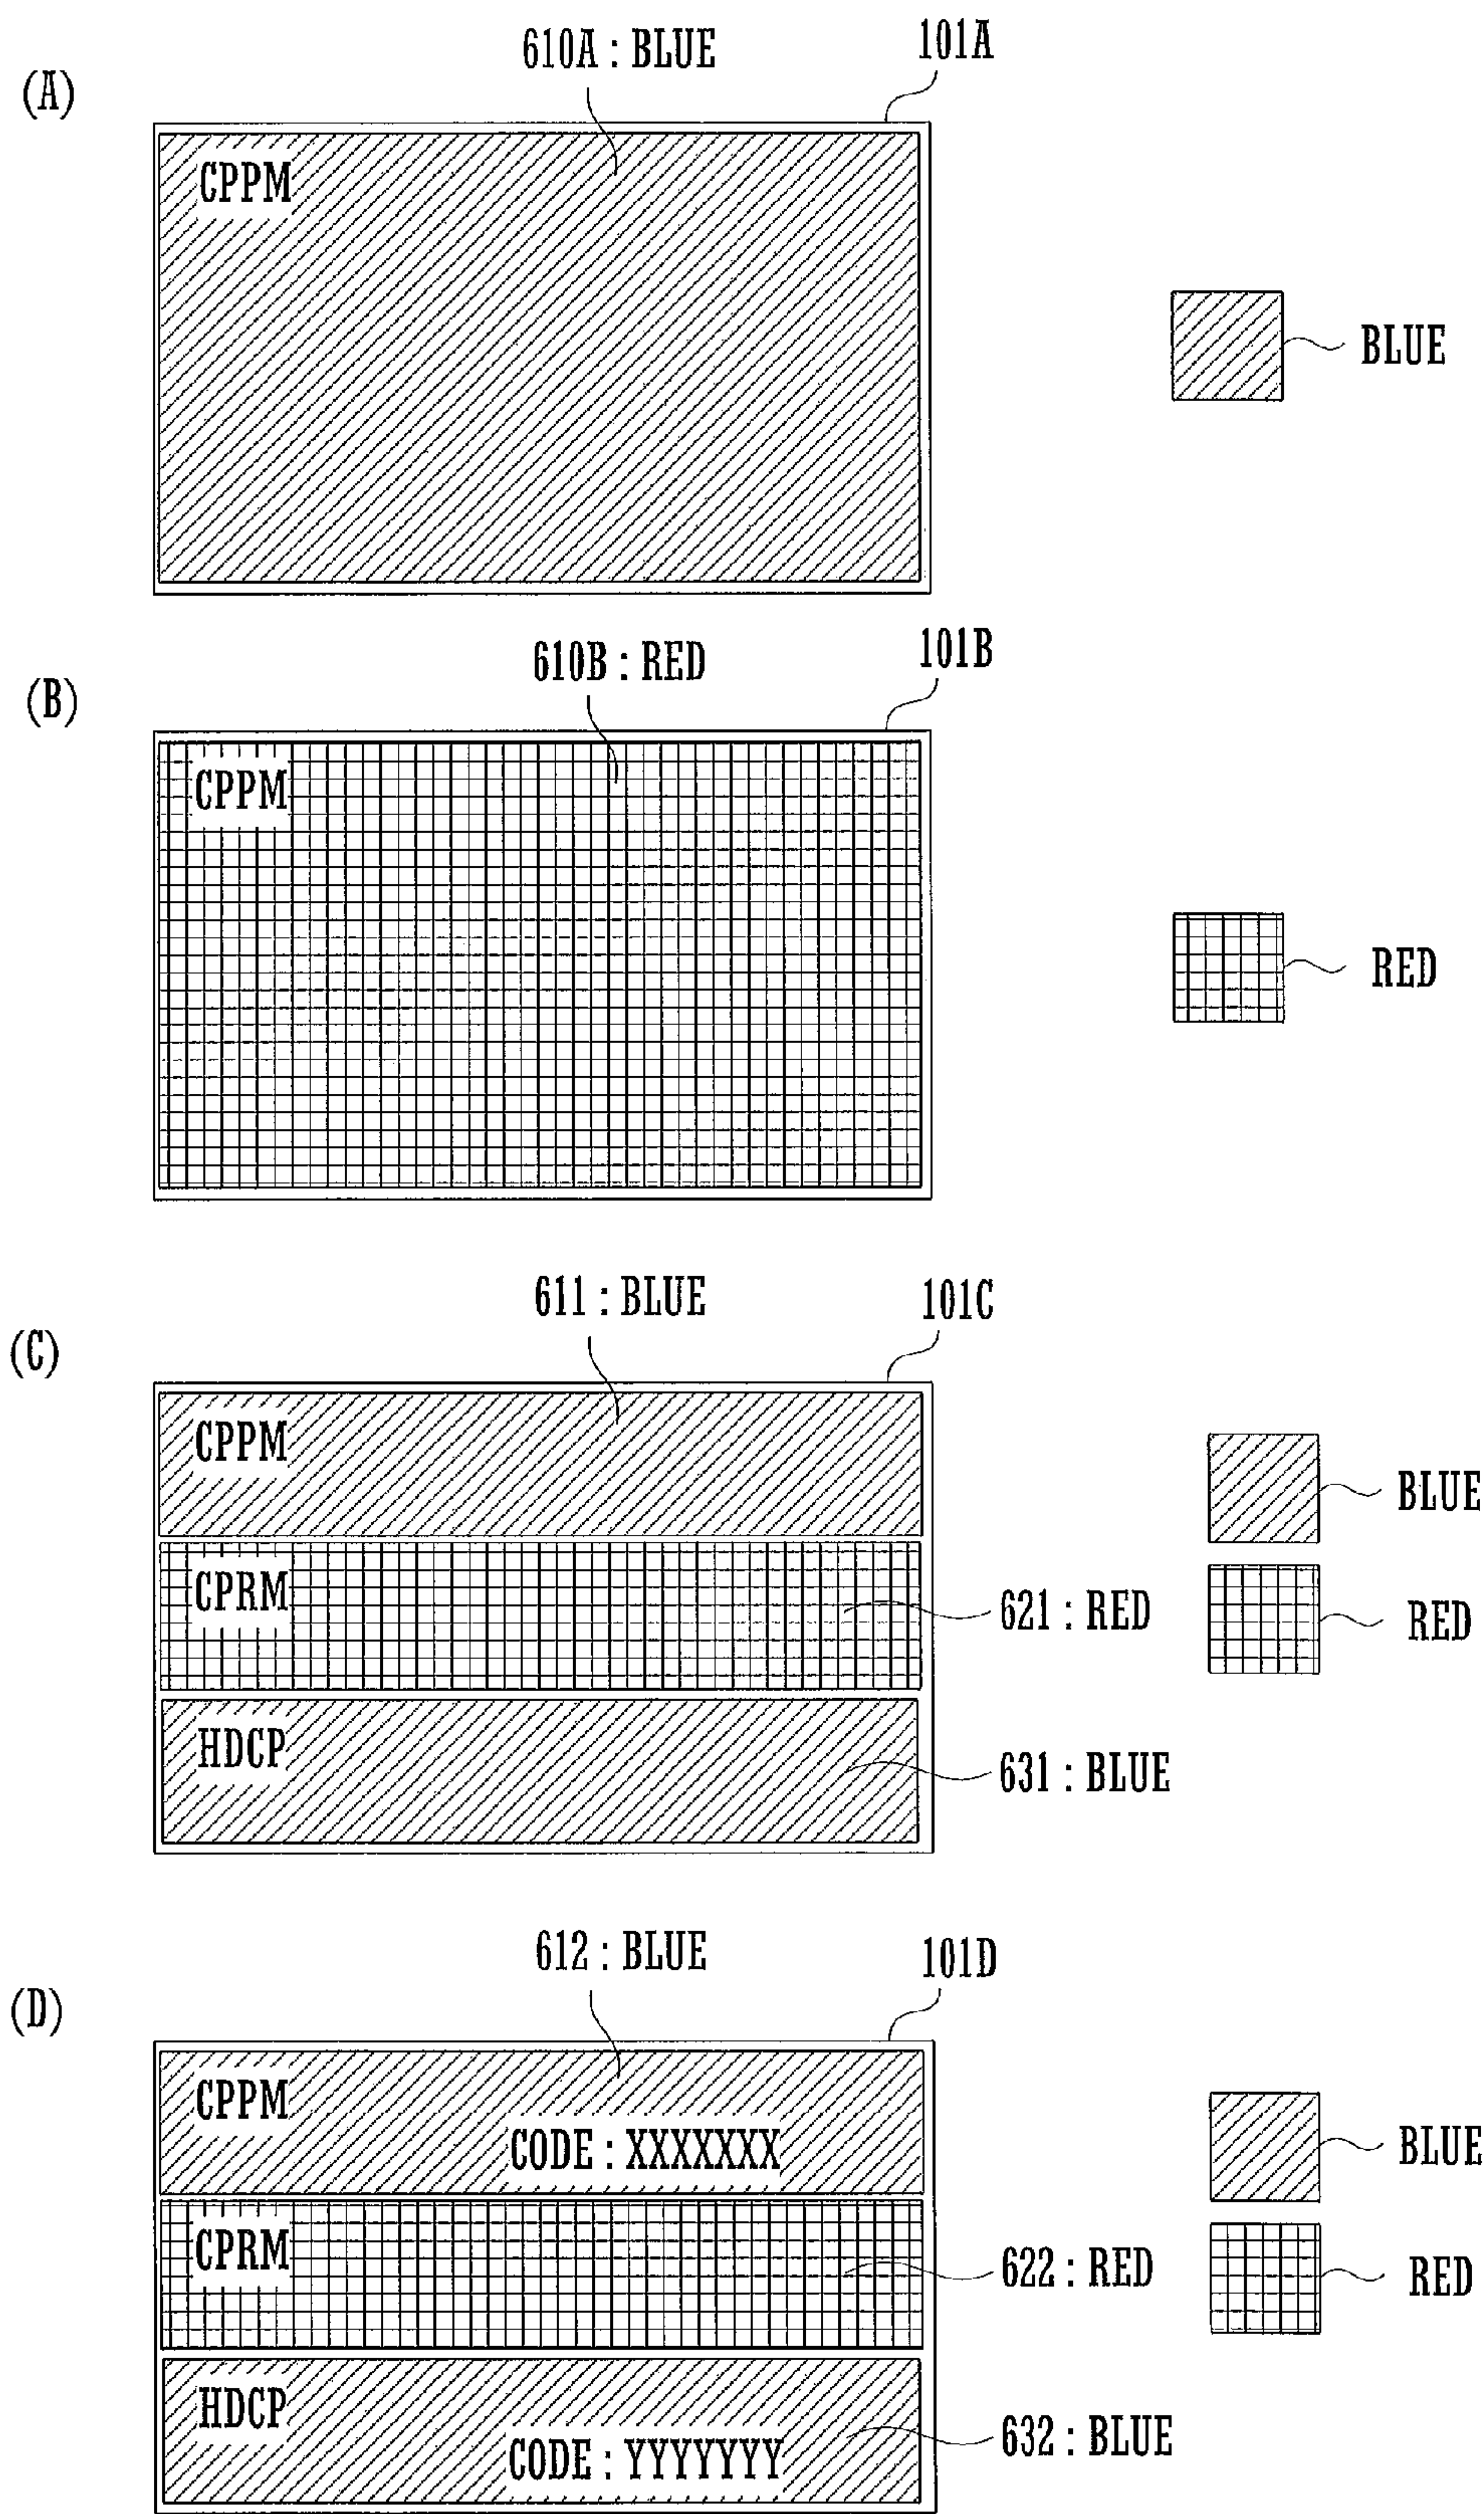 (A)
610A : BLUE
101A
CPPM
BLUE
(B)
610B : RED
101B
CPPM
RED
(C)
611 : BLUE
101C
CPPM
BLUE
CPRM
621 : RED
RED
HDCP
631 : BLUE
(D)
612 : BLUE
101D
CPPM
CODE : XXXXXXX
BLUE
CPRM
622 : RED
RED
HDCP
632 : BLUE
CODE : YYYYYYY